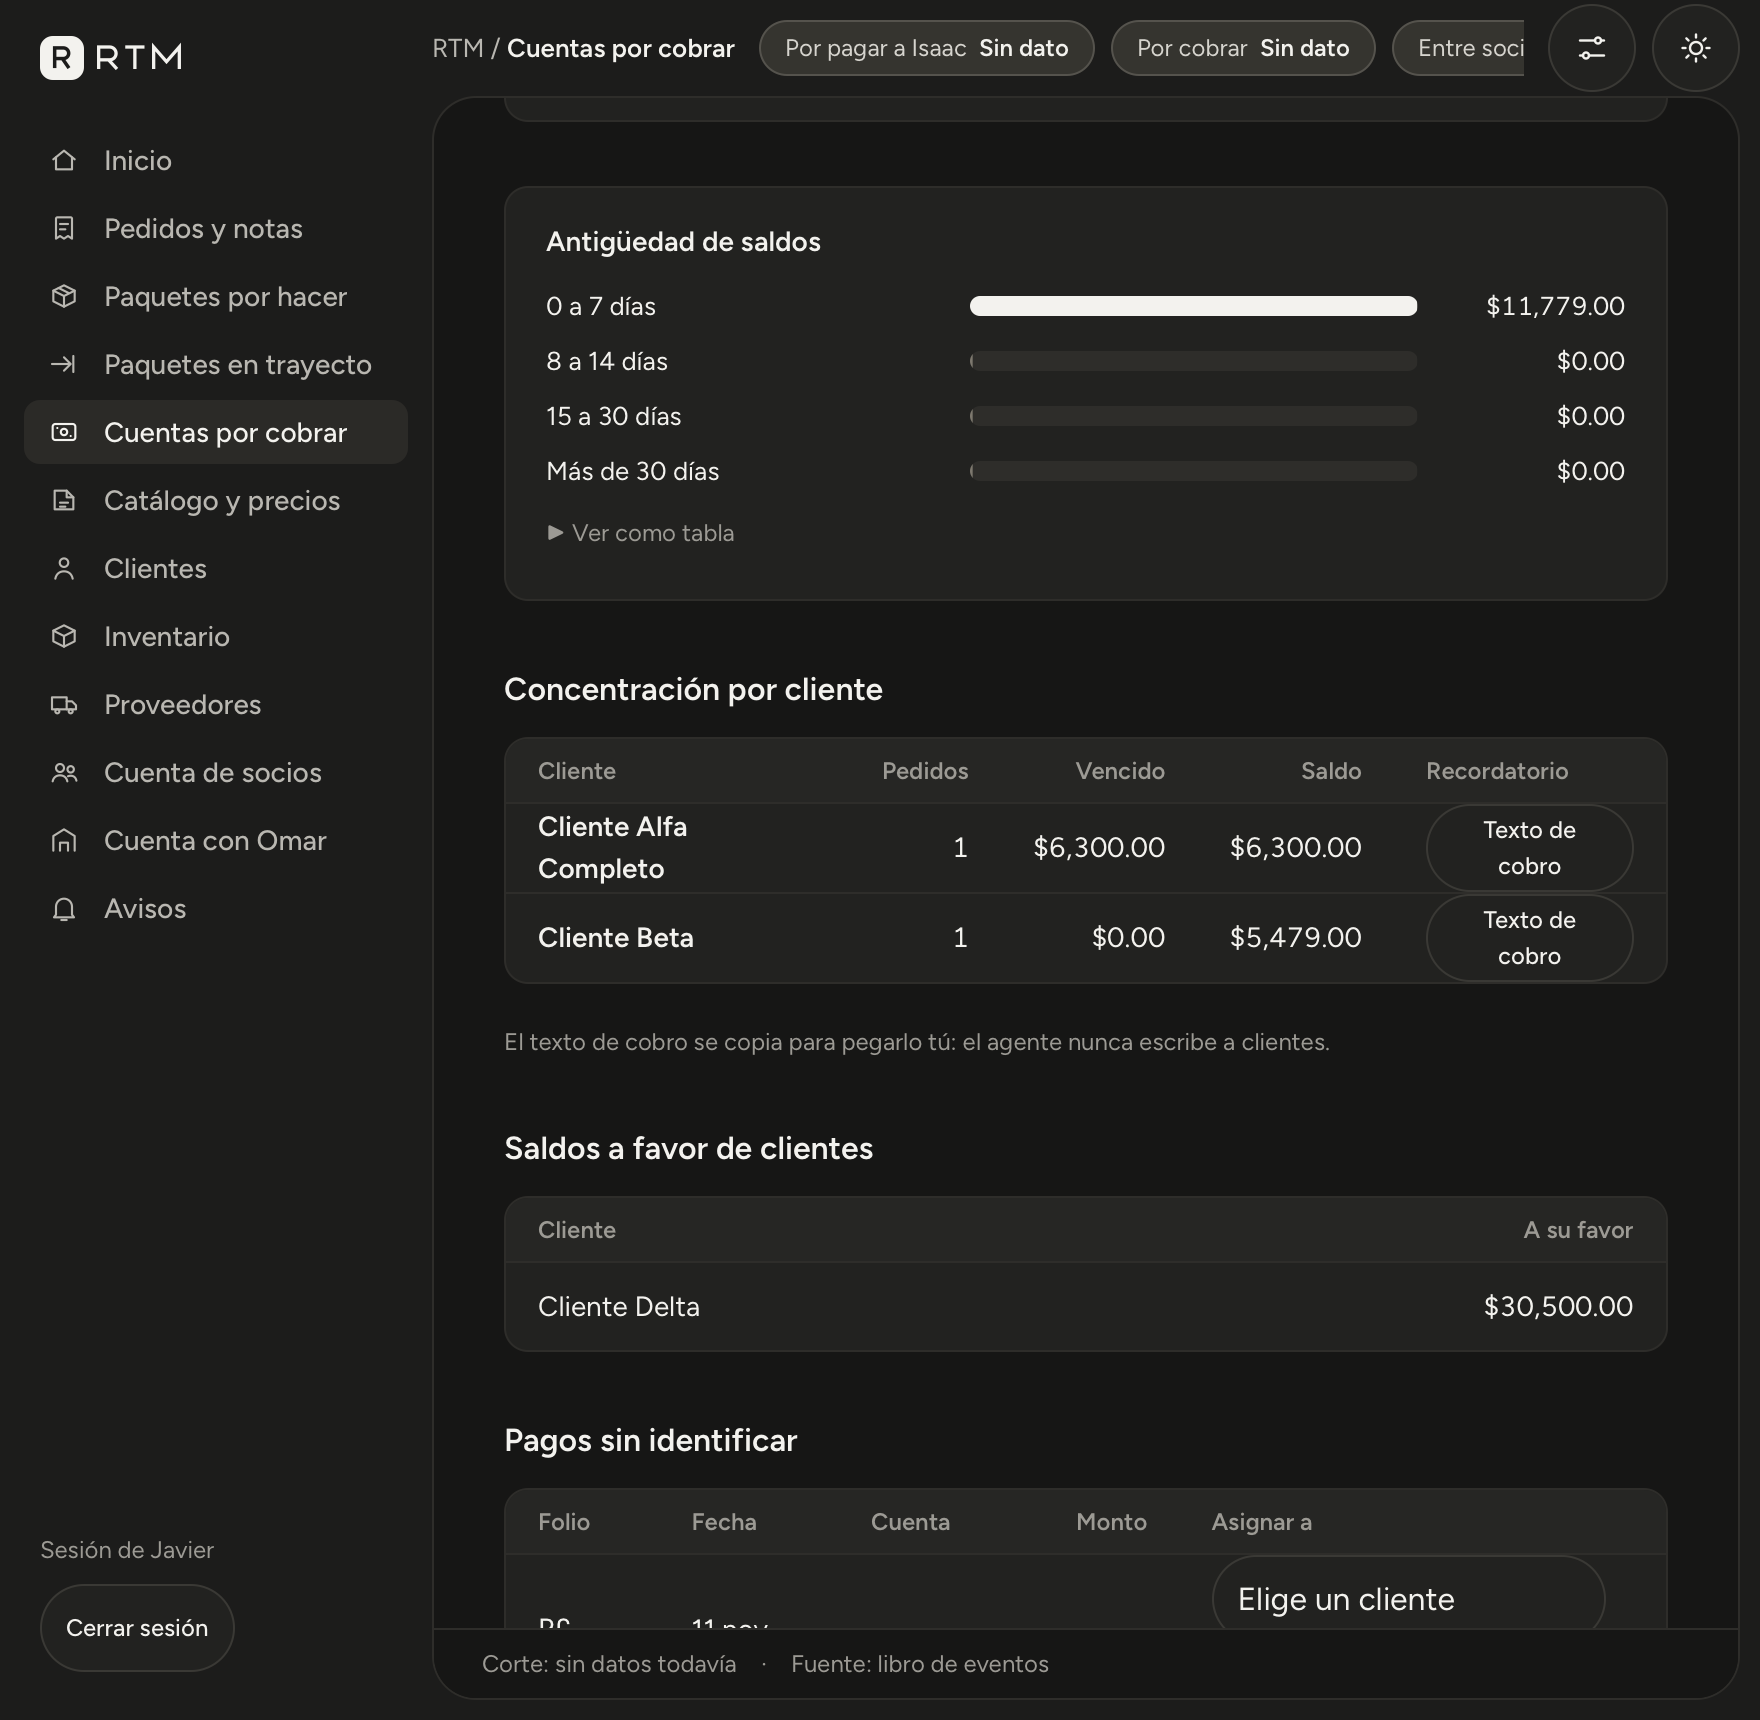 R RTM
RTM / Cuentas por cobrar
Por pagar a Isaac Sin dato
Por cobrar Sin dato
Entre soci
Inicio
Pedidos y notas
Paquetes por hacer
Paquetes en trayecto
Cuentas por cobrar
Catálogo y precios
Clientes
Inventario
Proveedores
Cuenta de socios
Cuenta con Omar
Avisos
Sesión de Javier
Cerrar sesión
Antigüedad de saldos
0 a 7 días $11,779.00
8 a 14 días $0.00
15 a 30 días $0.00
Más de 30 días $0.00
Ver como tabla
Concentración por cliente
Cliente Pedidos Vencido Saldo Recordatorio
Cliente Alfa Completo 1 $6,300.00 $6,300.00 Texto de cobro
Cliente Beta 1 $0.00 $5,479.00 Texto de cobro
El texto de cobro se copia para pegarlo tú: el agente nunca escribe a clientes.
Saldos a favor de clientes
Cliente A su favor
Cliente Delta $30,500.00
Pagos sin identificar
Folio Fecha Cuenta Monto Asignar a
11 nov Elige un cliente
Corte: sin datos todavía · Fuente: libro de eventos